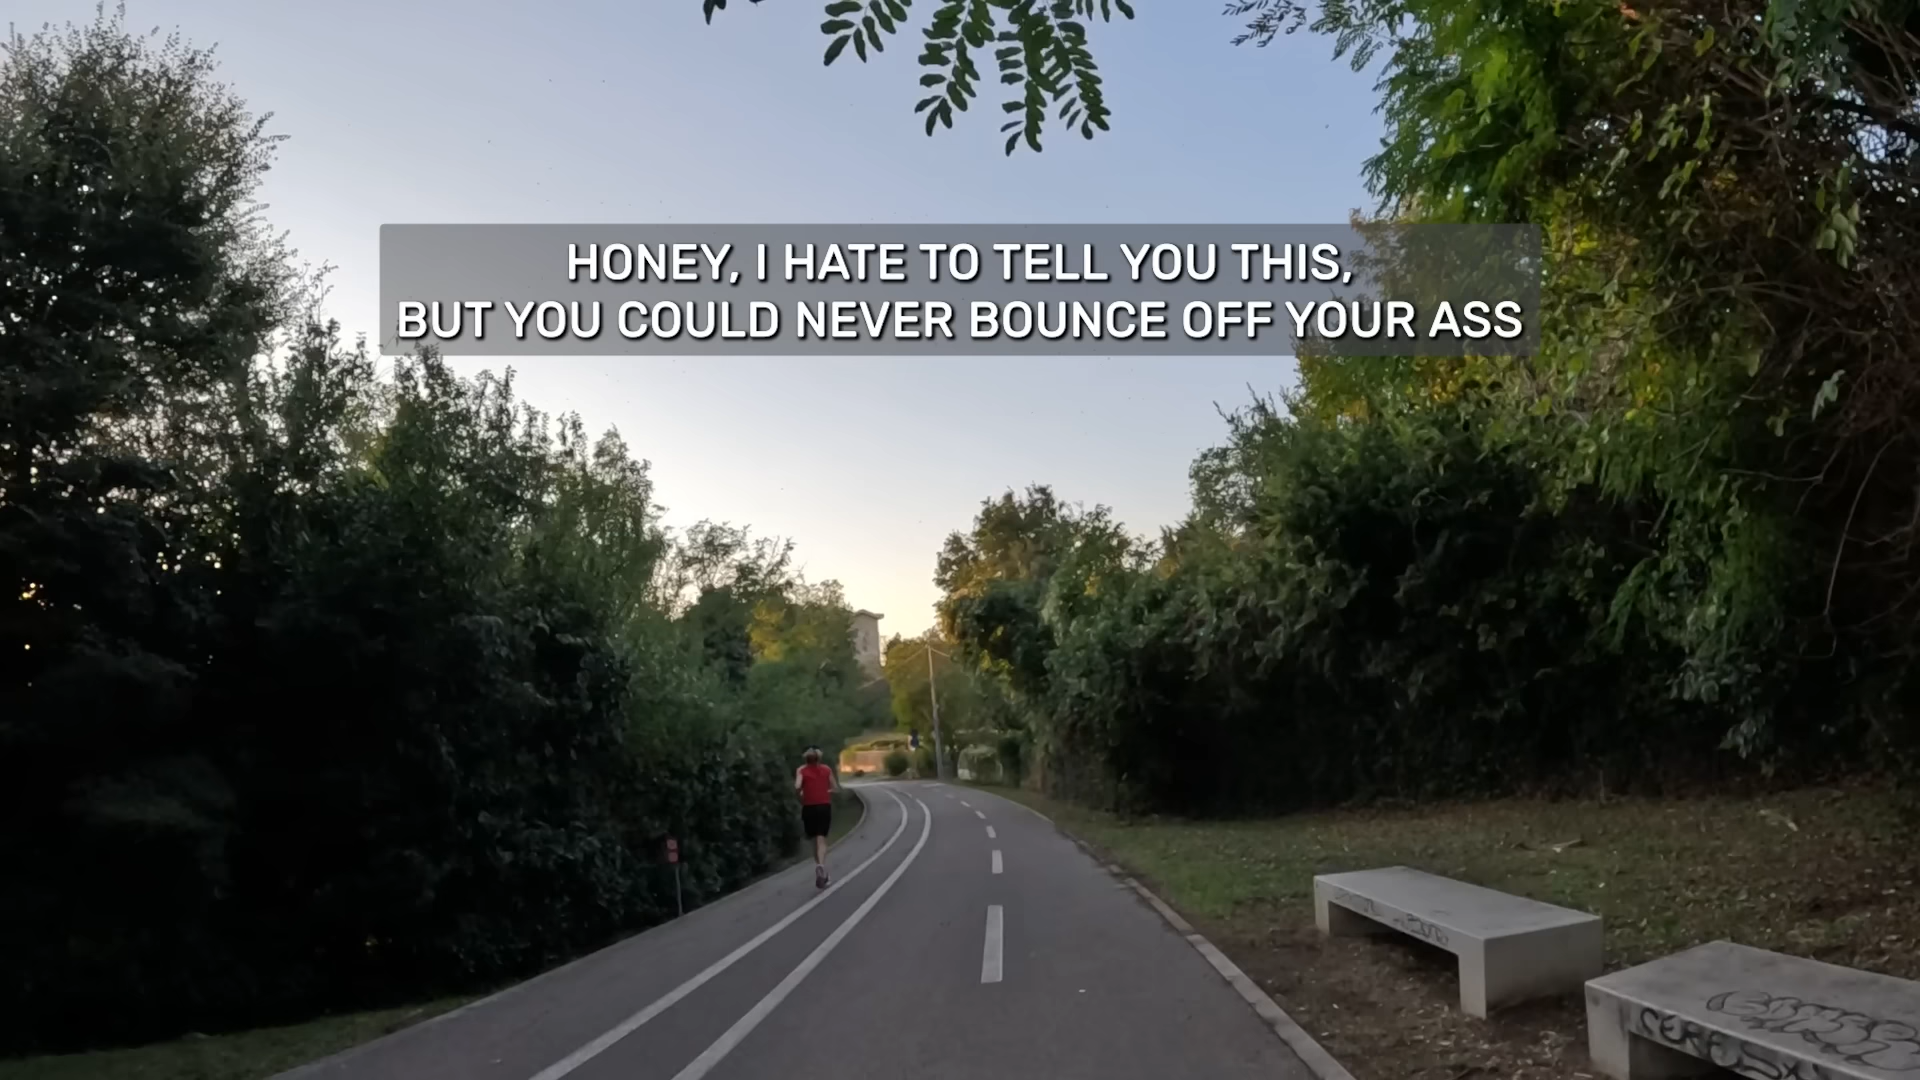 HONEY, I HATE TO TELL YOU THIS,
BUT YOU COULD NEVER BOUNCE OFF YOUR ASS